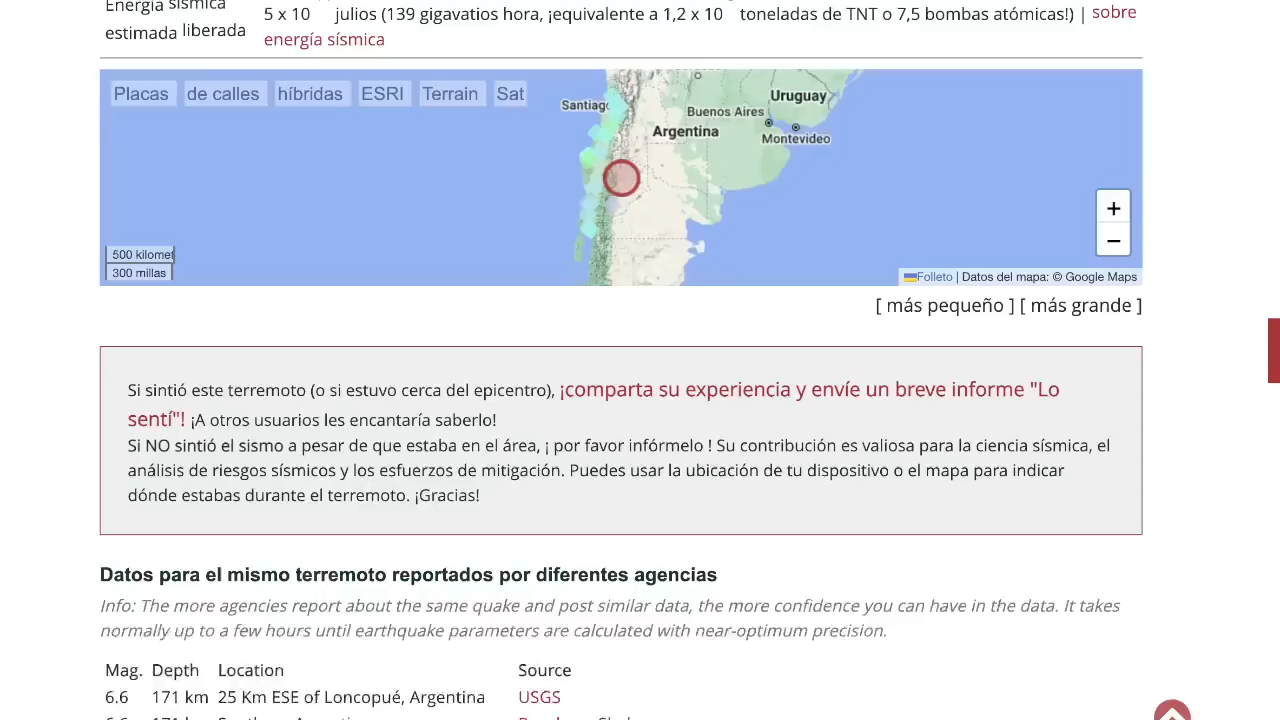 Energía sísmica
estimada liberada
5 x 10 julios (139 gigavatios hora, ¡equivalente a 1,2 x 10 toneladas de TNT o 7,5 bombas atómicas!) | sobre
energía sísmica
Placas de calles híbridas ESRI Terrain Sat
Santiago
Uruguay
Buenos Aires
Argentina
Montevideo
+
−
500 kilomet
300 millas
Folleto | Datos del mapa: © Google Maps
[ más pequeño ] [ más grande ]
Si sintió este terremoto (o si estuvo cerca del epicentro), ¡comparta su experiencia y envíe un breve informe "Lo
sentí"! ¡A otros usuarios les encantaría saberlo!
Si NO sintió el sismo a pesar de que estaba en el área, ¡ por favor infórmelo ! Su contribución es valiosa para la ciencia sísmica, el
análisis de riesgos sísmicos y los esfuerzos de mitigación. Puedes usar la ubicación de tu dispositivo o el mapa para indicar
dónde estabas durante el terremoto. ¡Gracias!
Datos para el mismo terremoto reportados por diferentes agencias
Info: The more agencies report about the same quake and post similar data, the more confidence you can have in the data. It takes
normally up to a few hours until earthquake parameters are calculated with near-optimum precision.
Mag. Depth Location Source
6.6 171 km 25 Km ESE of Loncopué, Argentina USGS